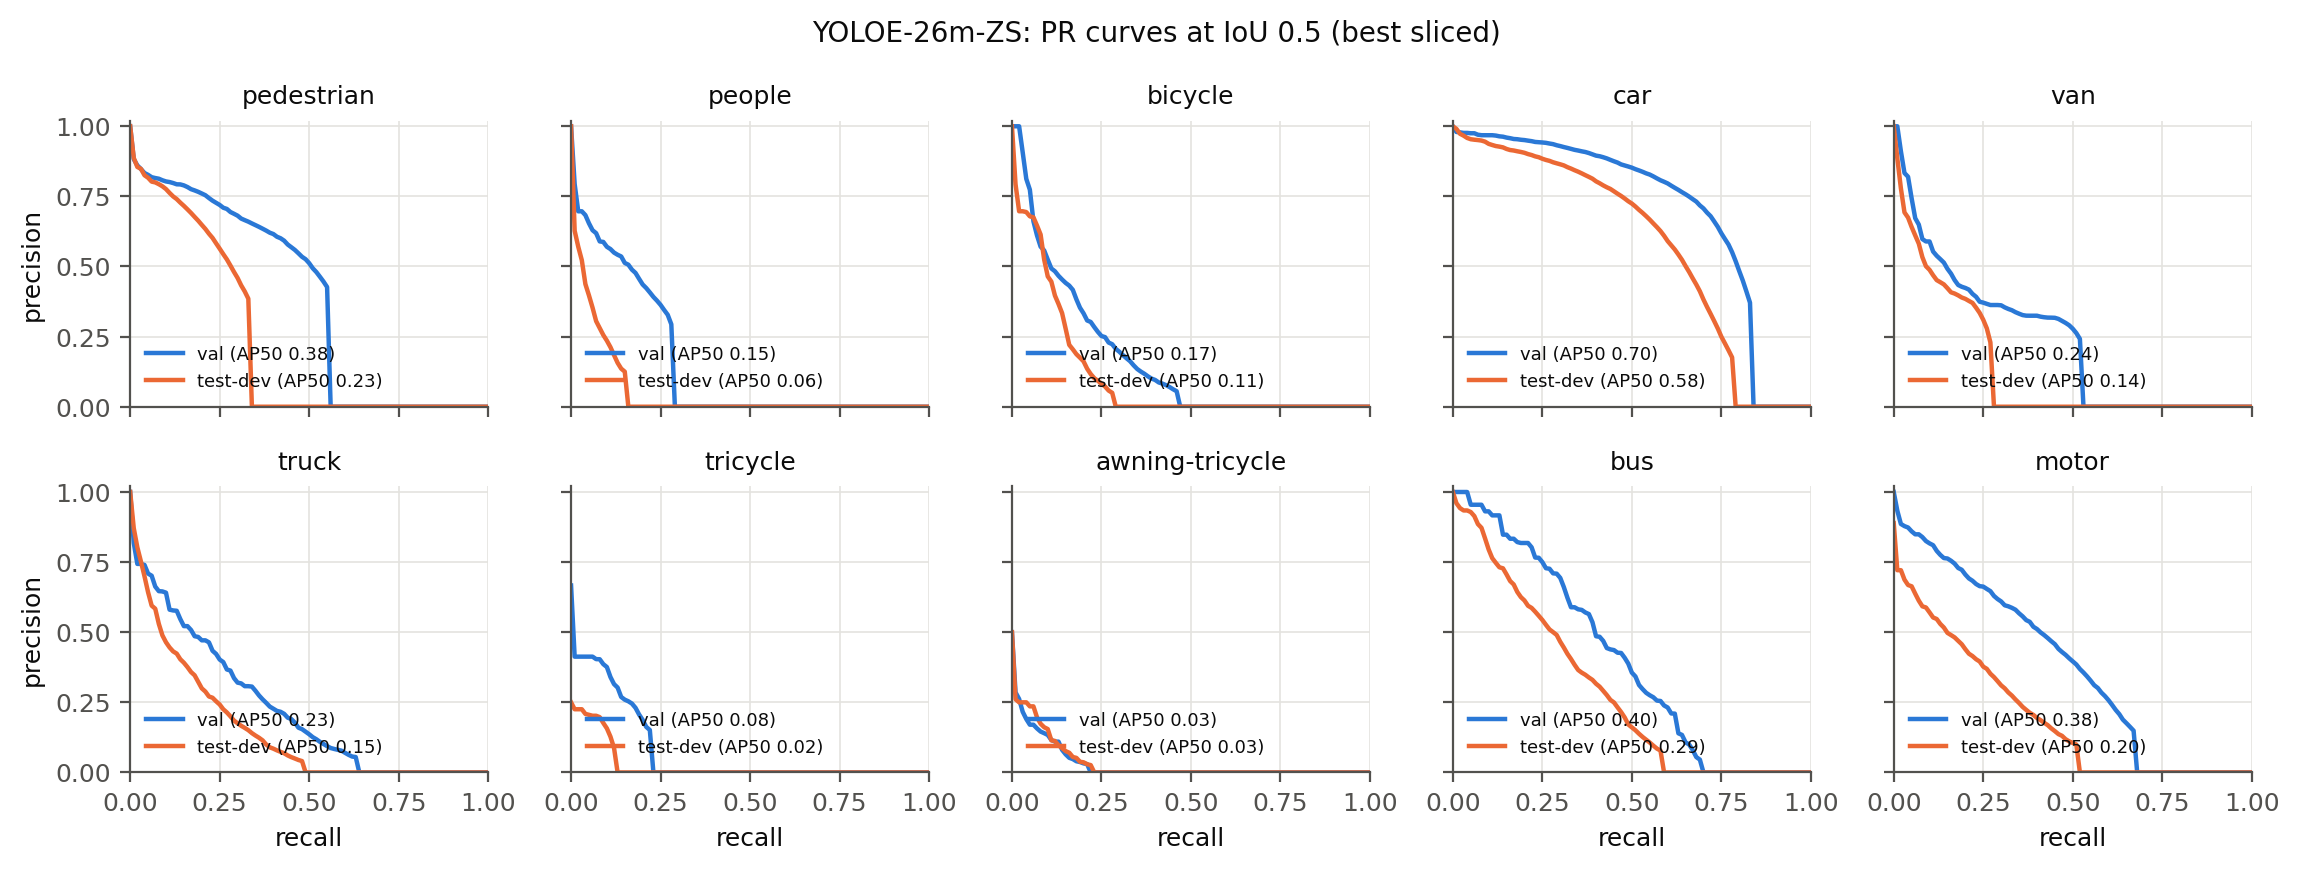 YOLOE-26m-ZS: PR curves at IoU 0.5 (best sliced)
pedestrian
people
bicycle
car
van
1.00
0.75
0.50
0.25
0.00
precision
val (AP50 0.38)
test-dev (AP50 0.23)
val (AP50 0.15)
test-dev (AP50 0.06)
val (AP50 0.17)
test-dev (AP50 0.11)
val (AP50 0.70)
test-dev (AP50 0.58)
val (AP50 0.24)
test-dev (AP50 0.14)
truck
tricycle
awning-tricycle
bus
motor
1.00
0.75
0.50
0.25
0.00
precision
val (AP50 0.23)
test-dev (AP50 0.15)
val (AP50 0.08)
test-dev (AP50 0.02)
val (AP50 0.03)
test-dev (AP50 0.03)
val (AP50 0.40)
test-dev (AP50 0.29)
val (AP50 0.38)
test-dev (AP50 0.20)
0.00 0.25 0.50 0.75 1.00
0.00 0.25 0.50 0.75 1.00
0.00 0.25 0.50 0.75 1.00
0.00 0.25 0.50 0.75 1.00
0.00 0.25 0.50 0.75 1.00
recall
recall
recall
recall
recall